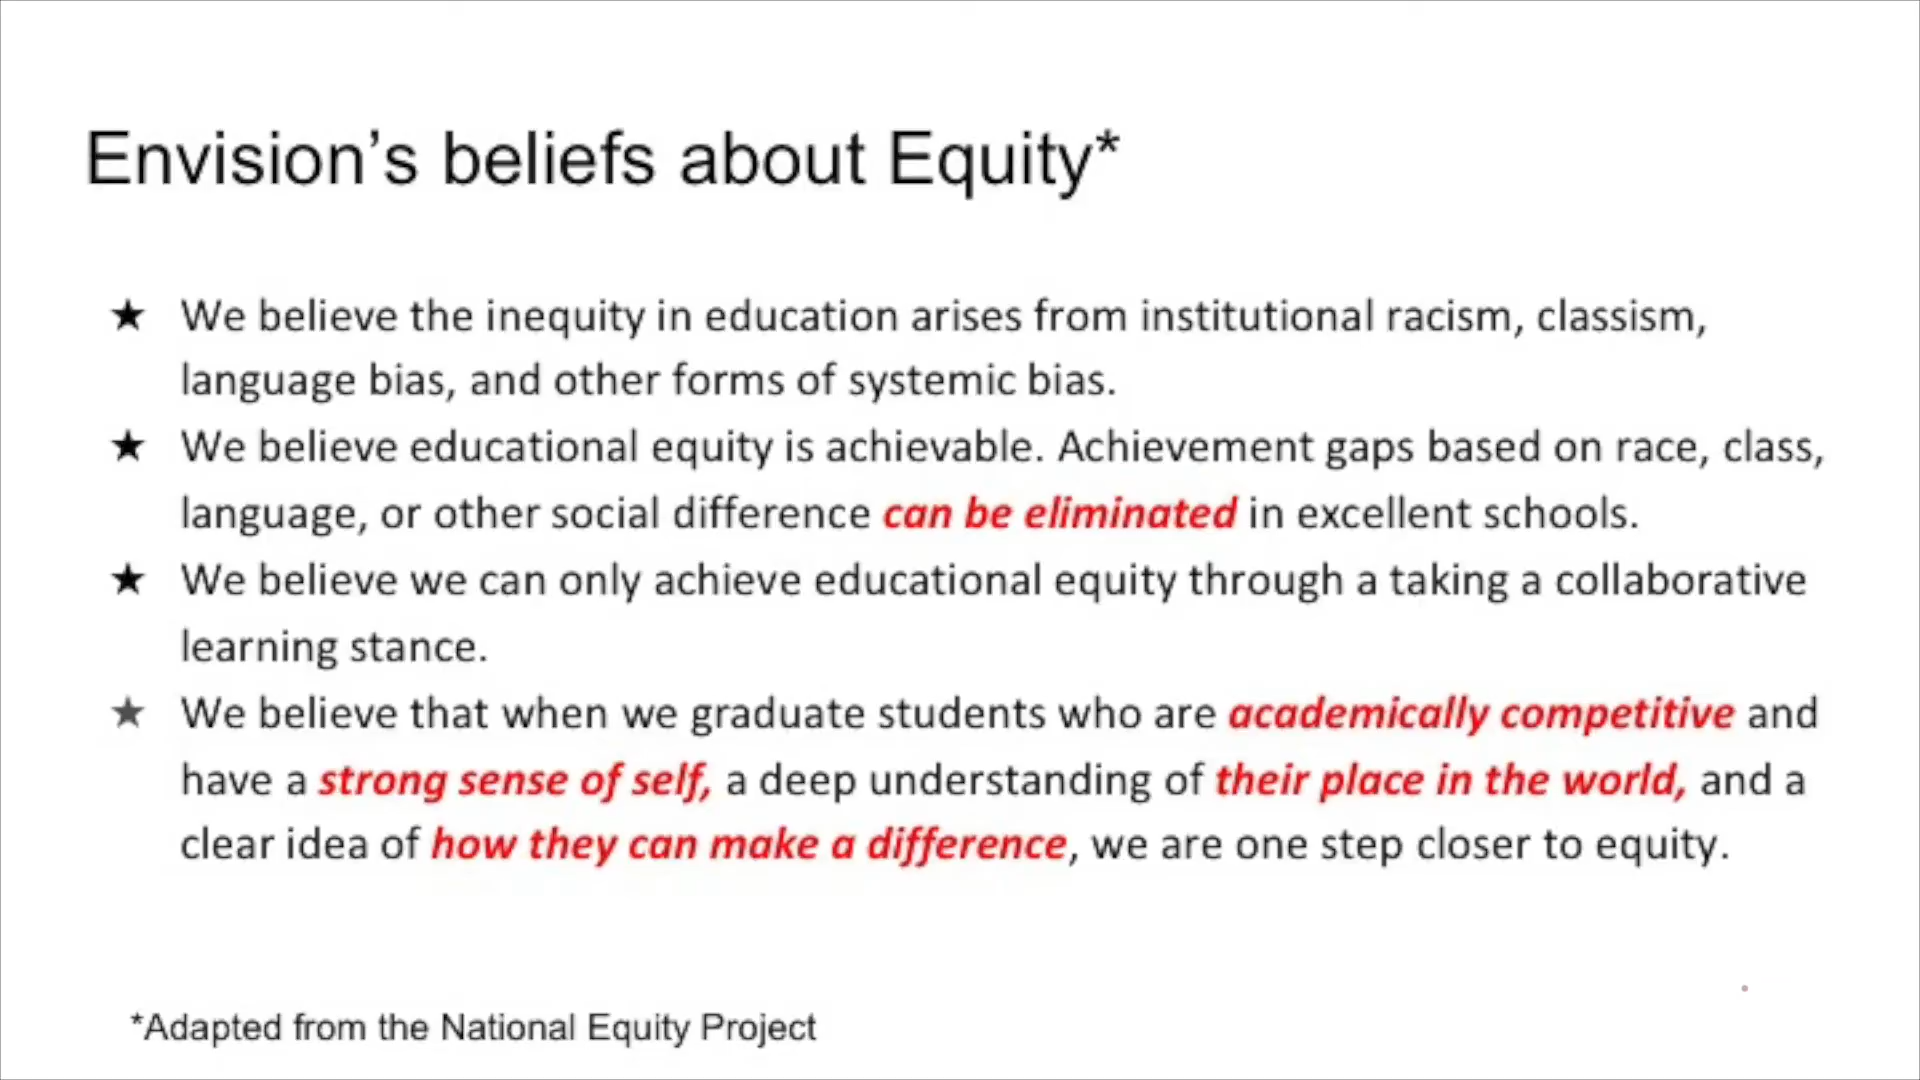 Envision’s beliefs about Equity*
★ We believe the inequity in education arises from institutional racism, classism,
language bias, and other forms of systemic bias.
★ We believe educational equity is achievable. Achievement gaps based on race, class,
language, or other social difference can be eliminated in excellent schools.
★ We believe we can only achieve educational equity through a taking a collaborative
learning stance.
★ We believe that when we graduate students who are academically competitive and
have a strong sense of self, a deep understanding of their place in the world, and a
clear idea of how they can make a difference, we are one step closer to equity.
*Adapted from the National Equity Project